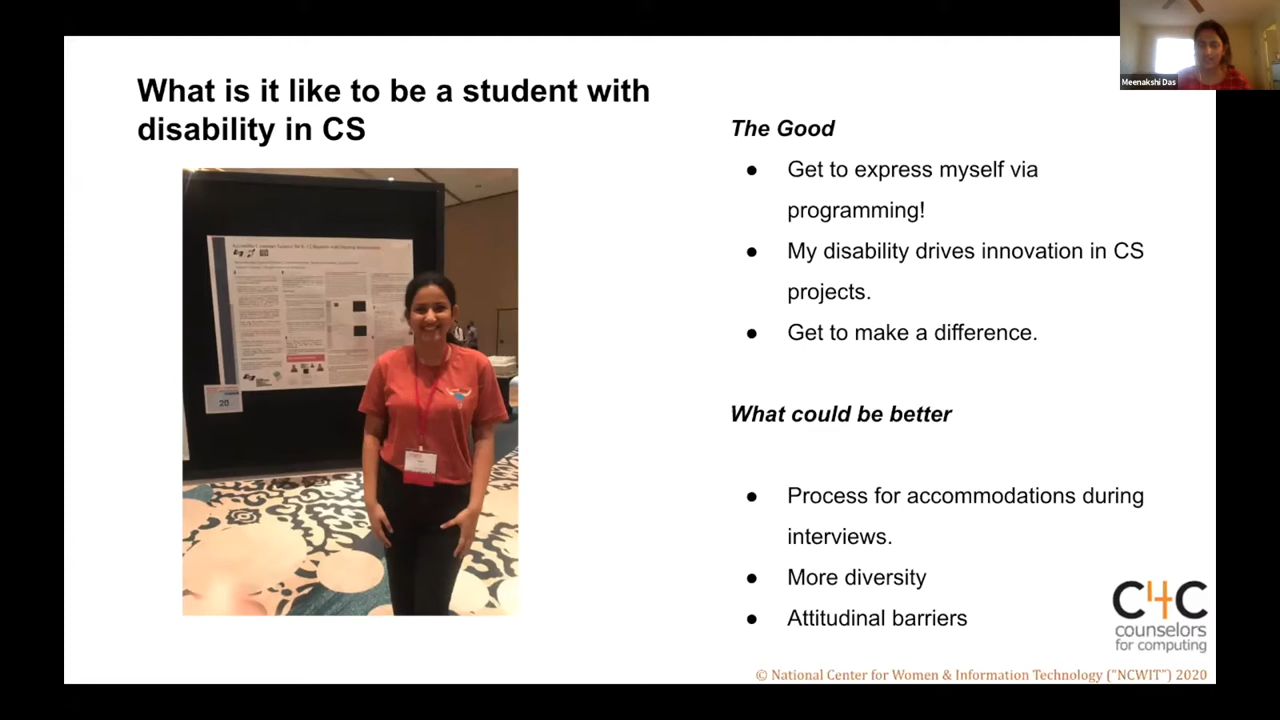 What is it like to be a student with
disability in CS
The Good
● Get to express myself via
programming!
● My disability drives innovation in CS
projects.
● Get to make a difference.
What could be better
● Process for accommodations during
interviews.
● More diversity
● Attitudinal barriers
20
C4C
counselors
for computing
© National Center for Women & Information Technology ("NCWIT") 2020
Meenakshi Das